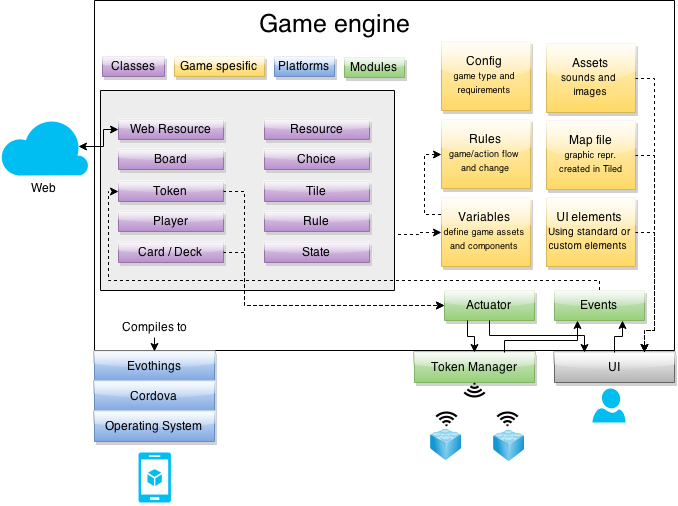 Game engine
Classes
Game spesific
Platforms
Modules
Config
game type and
requirements
Assets
sounds and
images
Web Resource
Resource
Board
Choice
Token
Tile
Player
Rule
Card / Deck
State
Rules
game/action flow
and change
Map file
graphic repr.
created in Tiled
Variables
define game assets
and components
UI elements
Using standard or
custom elements
Web
Actuator
Events
Compiles to
Evothings
Cordova
Operating System
Token Manager
UI